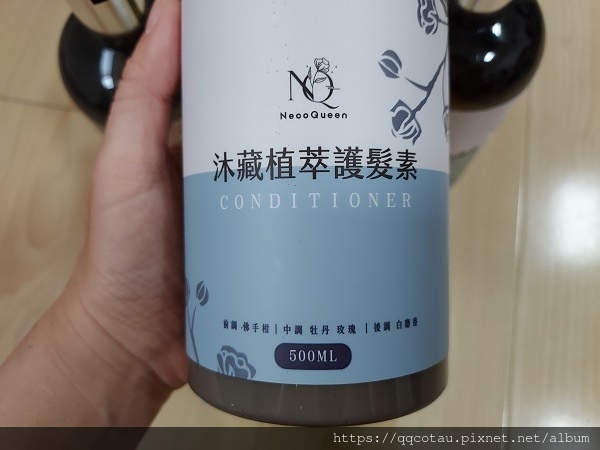 NQ
NecoQueen
沐藏植萃護髮素
CONDITIONER
前調 佛手柑 | 中調 牡丹 玫瑰 | 後調 白麝香
500ML
https://qqcotau.pixnet.net/album